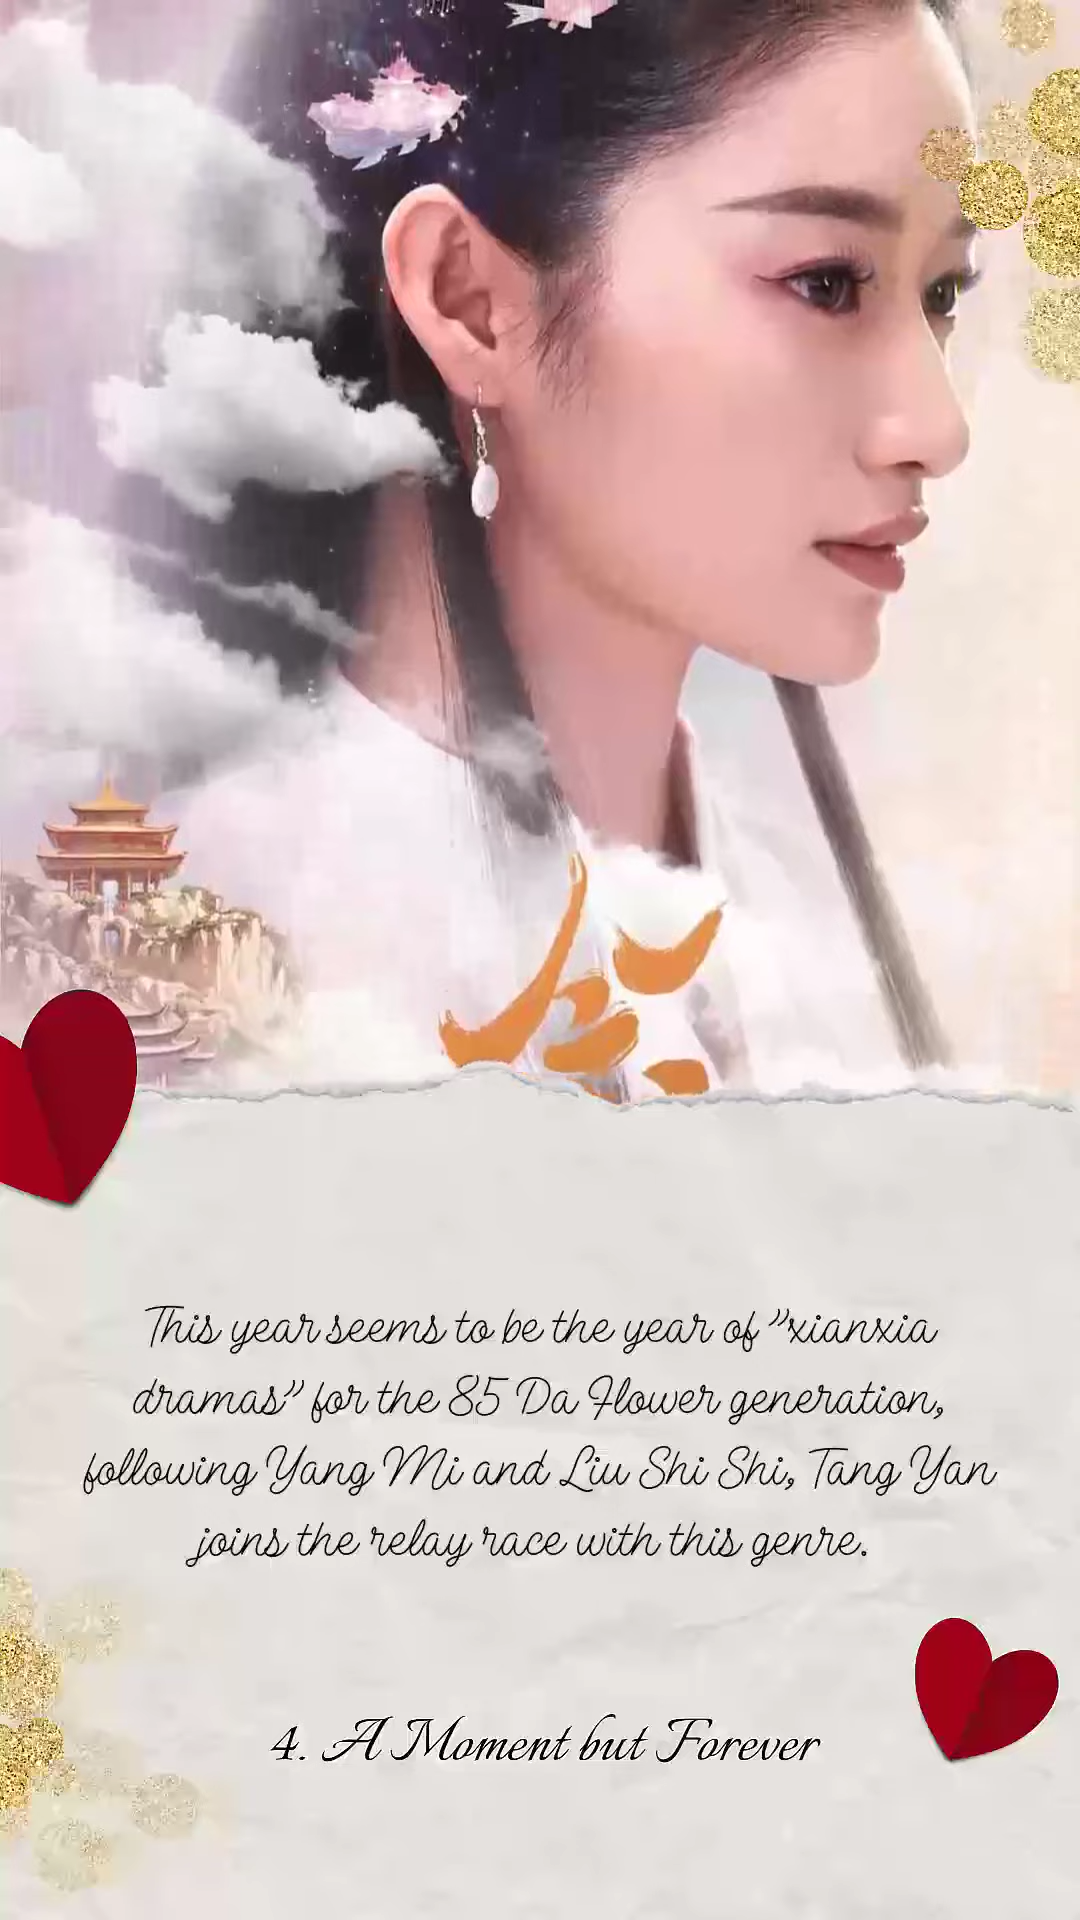 This year seems to be the year of "xianxia
dramas" for the 85 Da Flower generation,
following Yang Mi and Liu Shi Shi, Tang Yan
joins the relay race with this genre.
4. A Moment but Forever